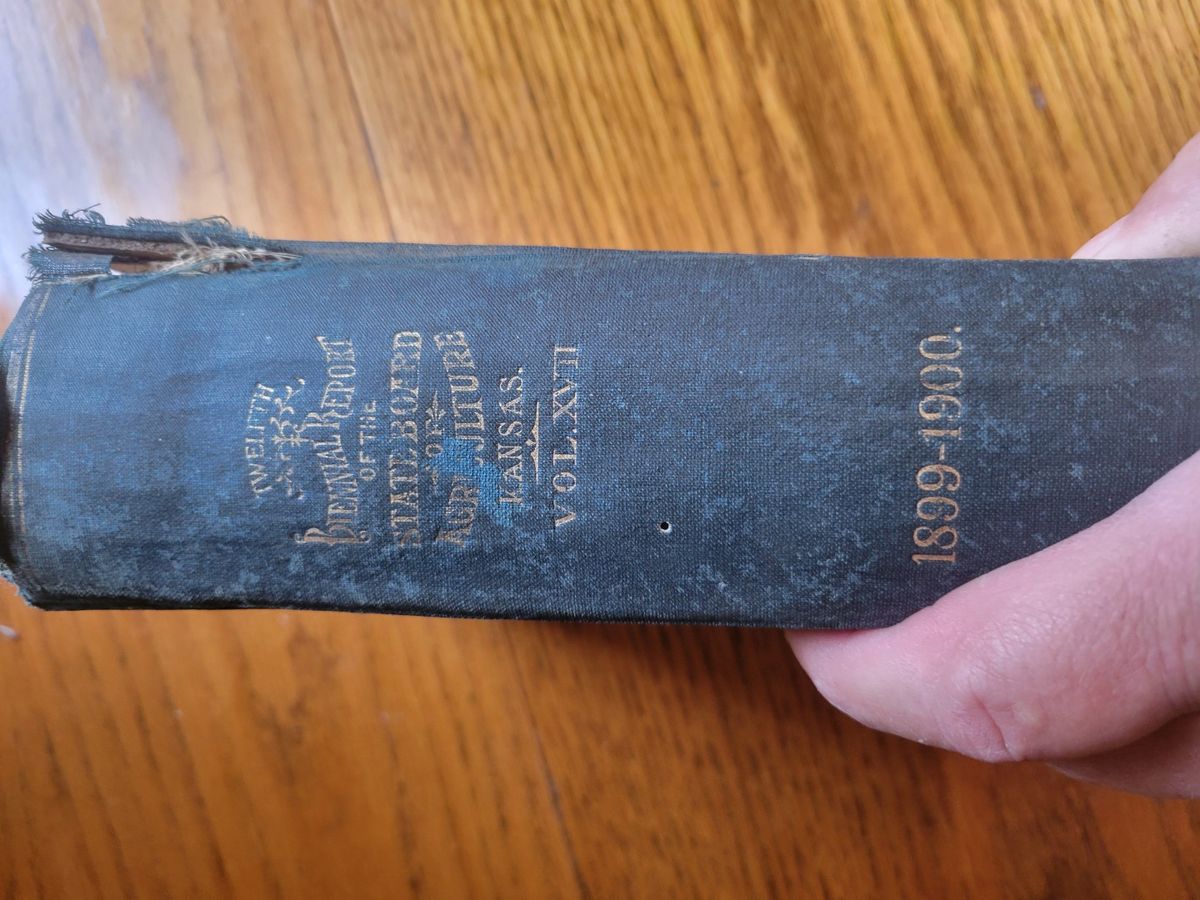 TWELFTH
BIENNIAL REPORT
OF THE
STATE BOARD
OF
AGRICULTURE
KANSAS.
VOL. XVII
1899-1900.